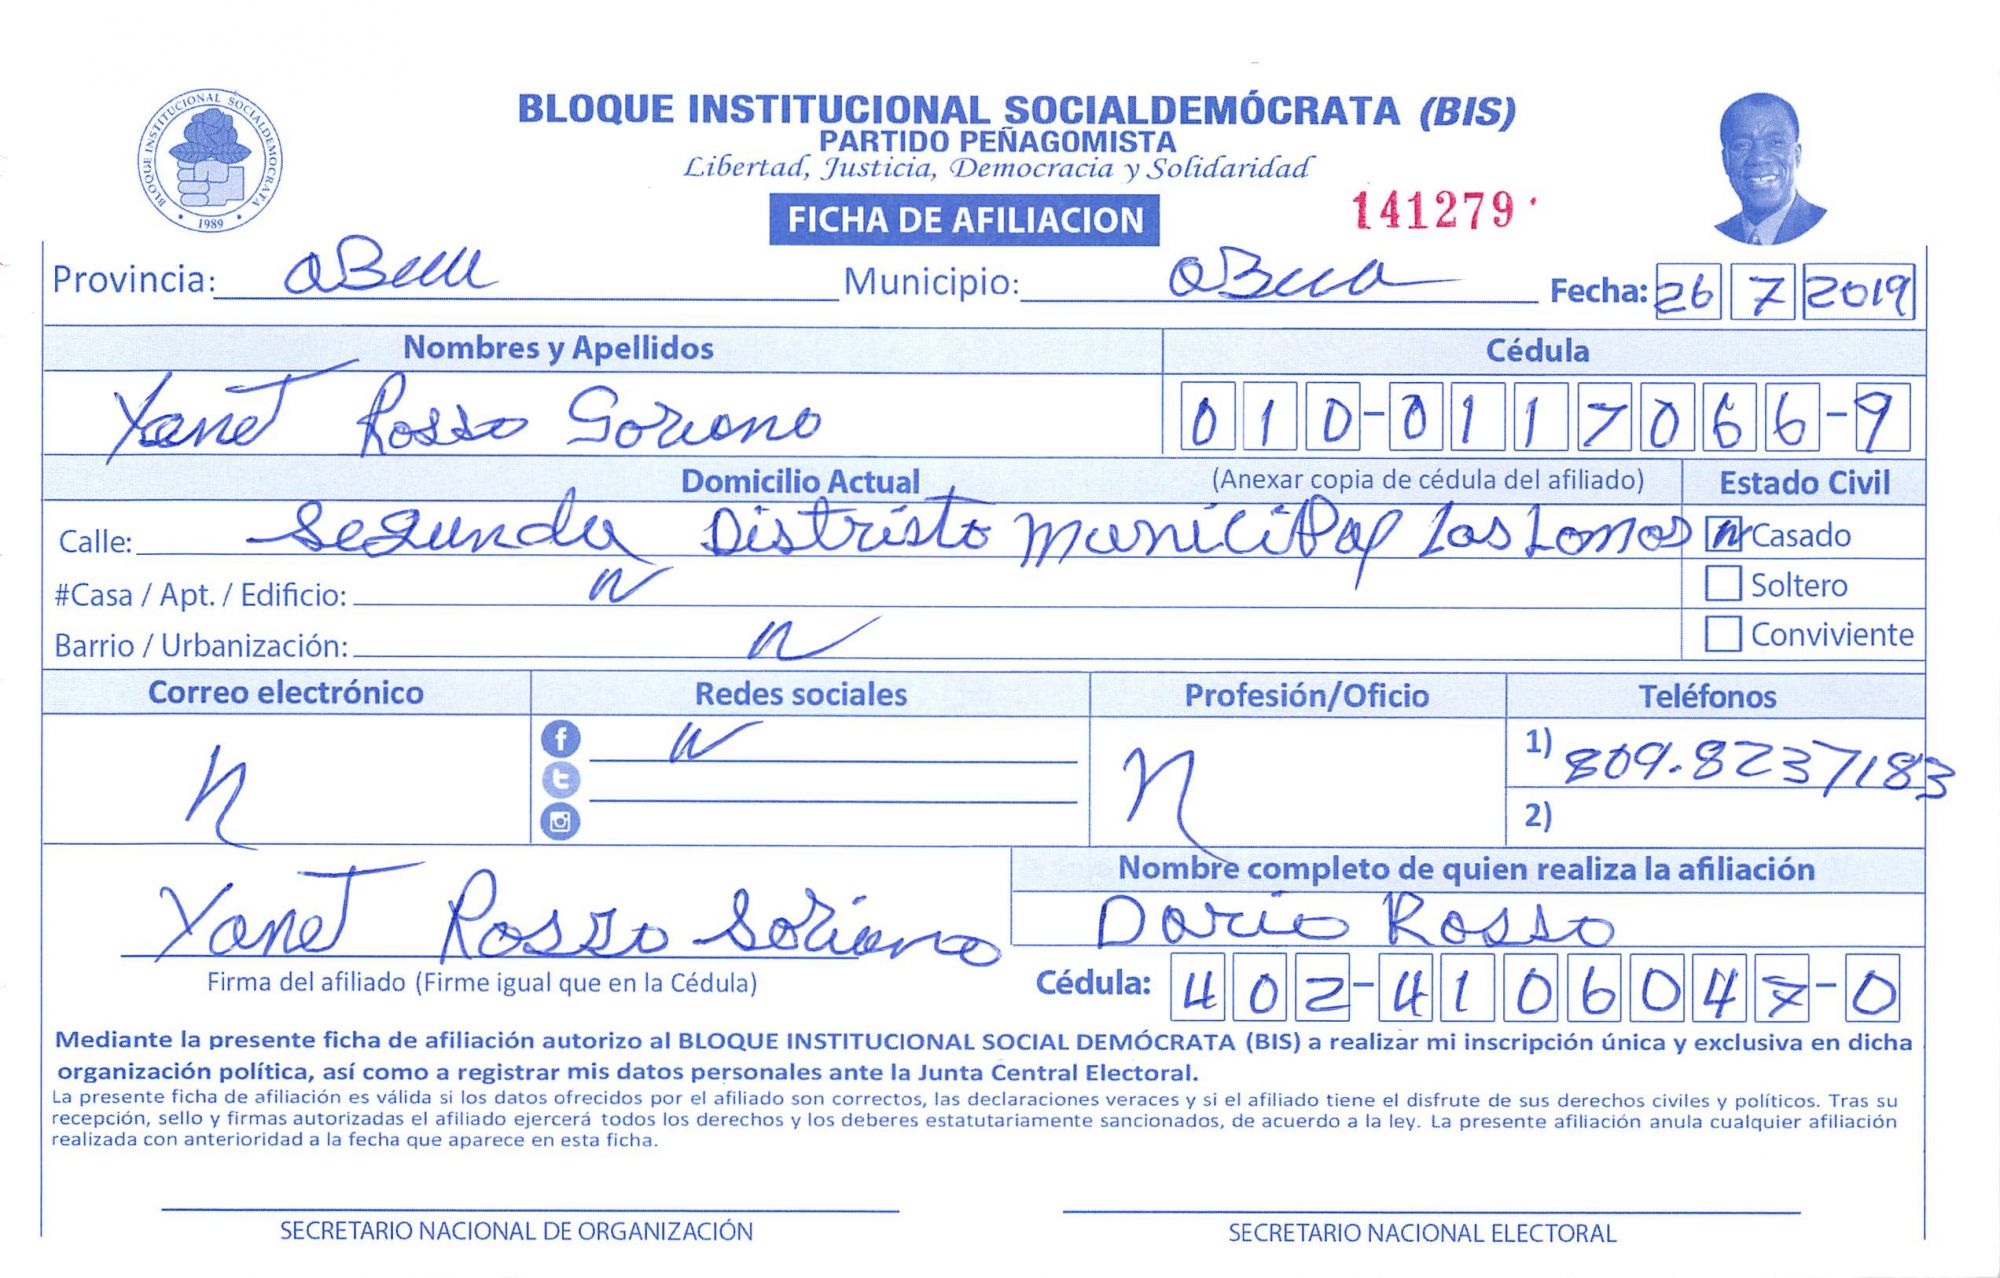 BLOQUE INSTITUCIONAL SOCIALDEMÓCRATA
1989
BLOQUE INSTITUCIONAL SOCIALDEMÓCRATA (BIS)
PARTIDO PEÑAGOMISTA
Libertad, Justicia, Democracia y Solidaridad
FICHA DE AFILIACION 141279
Provincia: Municipio: Fecha: 26 7 2019
Nombres y Apellidos Cédula
Yanet Rosso Soriano 010-0117066-9
Domicilio Actual (Anexar copia de cédula del afiliado) Estado Civil
Calle: Segunda Distristo Municipal Las Lomas n Casado
#Casa / Apt. / Edificio: n Soltero
Barrio / Urbanización: n Conviviente
Correo electrónico Redes sociales Profesión/Oficio Teléfonos
n n n 1) 809.8237183
2)
Nombre completo de quien realiza la afiliación
Yanet Rosso Soriano Dario Rosso
Firma del afiliado (Firme igual que en la Cédula) Cédula: 402-4106047-0
Mediante la presente ficha de afiliación autorizo al BLOQUE INSTITUCIONAL SOCIAL DEMÓCRATA (BIS) a realizar mi inscripción única y exclusiva en dicha
organización política, así como a registrar mis datos personales ante la Junta Central Electoral.
La presente ficha de afiliación es válida si los datos ofrecidos por el afiliado son correctos, las declaraciones veraces y si el afiliado tiene el disfrute de sus derechos civiles y políticos. Tras su
recepción, sello y firmas autorizadas el afiliado ejercerá todos los derechos y los deberes estatutariamente sancionados, de acuerdo a la ley. La presente afiliación anula cualquier afiliación
realizada con anterioridad a la fecha que aparece en esta ficha.
SECRETARIO NACIONAL DE ORGANIZACIÓN SECRETARIO NACIONAL ELECTORAL